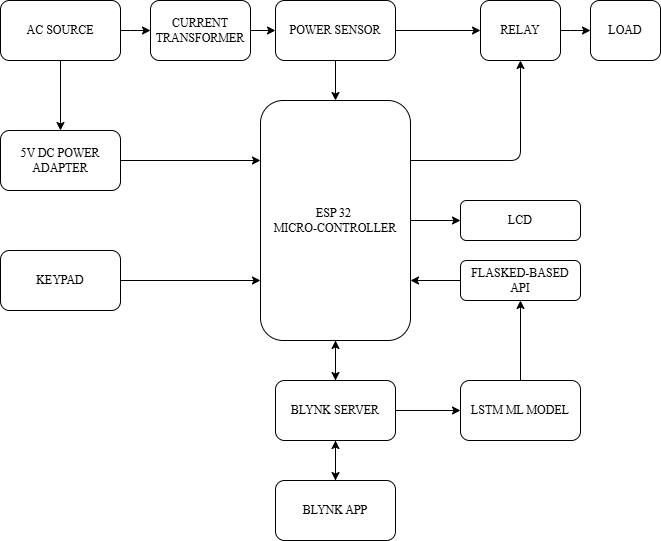 AC SOURCE
CURRENT
TRANSFORMER
POWER SENSOR
RELAY
LOAD
5V DC POWER
ADAPTER
ESP 32
MICRO-CONTROLLER
LCD
KEYPAD
FLASKED-BASED
API
BLYNK SERVER
LSTM ML MODEL
BLYNK APP